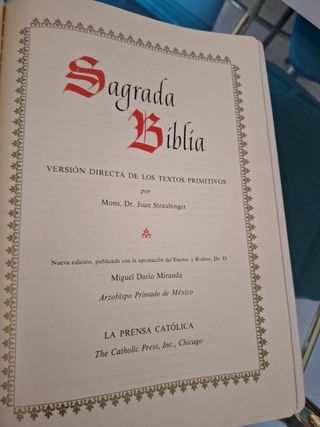 Sagrada
Biblia
VERSIÓN DIRECTA DE LOS TEXTOS PRIMITIVOS
por
Mons. Dr. Juan Straubinger
Nueva edición, publicada con la aprobación del Excmo. y Rvdmo. Dr. D.
Miguel Darío Miranda
Arzobispo Primado de México
LA PRENSA CATÓLICA
The Catholic Press, Inc., Chicago